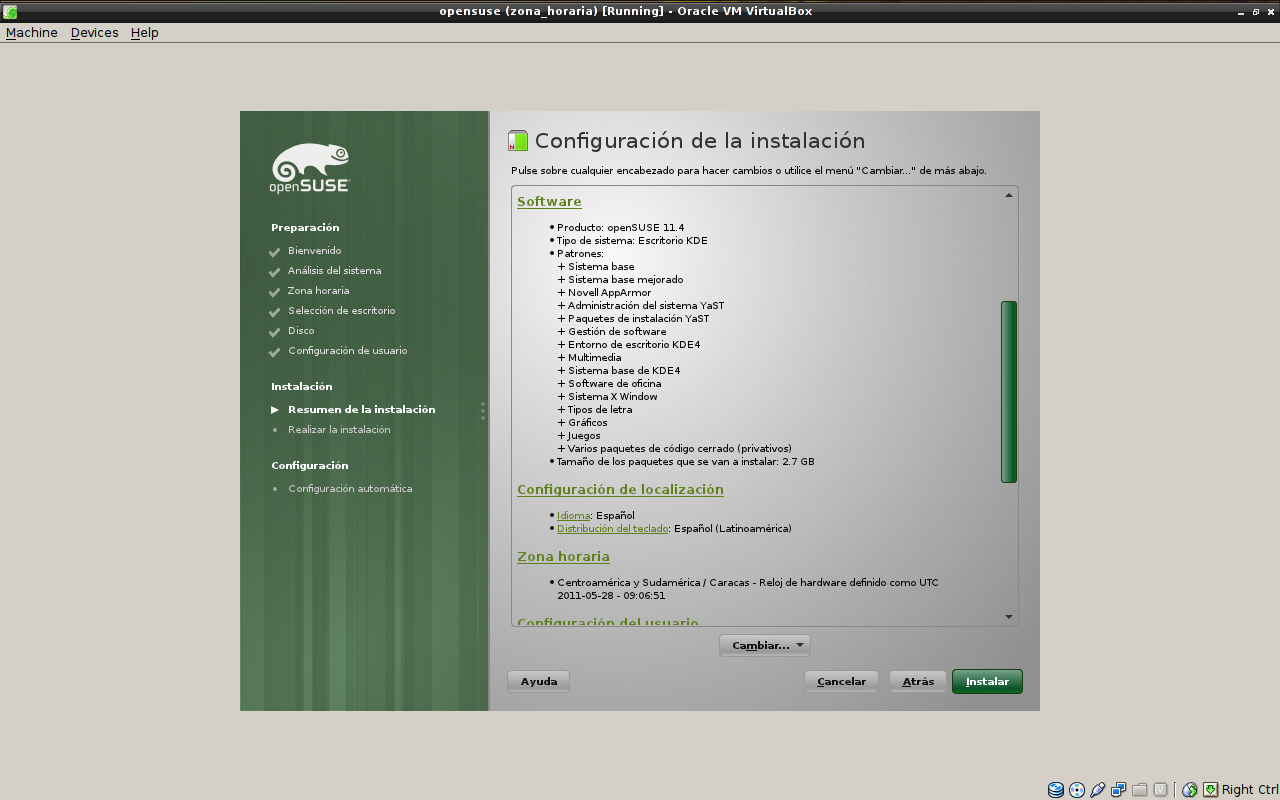 opensuse (zona_horaria) [Running] - Oracle VM VirtualBox
Machine Devices Help
openSUSE
Preparación
Bienvenido
Análisis del sistema
Zona horaria
Selección de escritorio
Disco
Configuración de usuario
Instalación
Resumen de la instalación
Realizar la instalación
Configuración
Configuración automática
Configuración de la instalación
Pulse sobre cualquier encabezado para hacer cambios o utilice el menú "Cambiar..." de más abajo.
Software
• Producto: openSUSE 11.4
• Tipo de sistema: Escritorio KDE
• Patrones:
+ Sistema base
+ Sistema base mejorado
+ Novell AppArmor
+ Administración del sistema YaST
+ Paquetes de instalación YaST
+ Gestión de software
+ Entorno de escritorio KDE4
+ Multimedia
+ Sistema base de KDE4
+ Software de oficina
+ Sistema X Window
+ Tipos de letra
+ Gráficos
+ Juegos
+ Varios paquetes de código cerrado (privativos)
• Tamaño de los paquetes que se van a instalar: 2.7 GB
Configuración de localización
• Idioma: Español
• Distribución del teclado: Español (Latinoamérica)
Zona horaria
• Centroamérica y Sudamérica / Caracas - Reloj de hardware definido como UTC
2011-05-28 - 09:06:51
Configuración del usuario
Cambiar...
Ayuda Cancelar Atrás Instalar
Right Ctrl